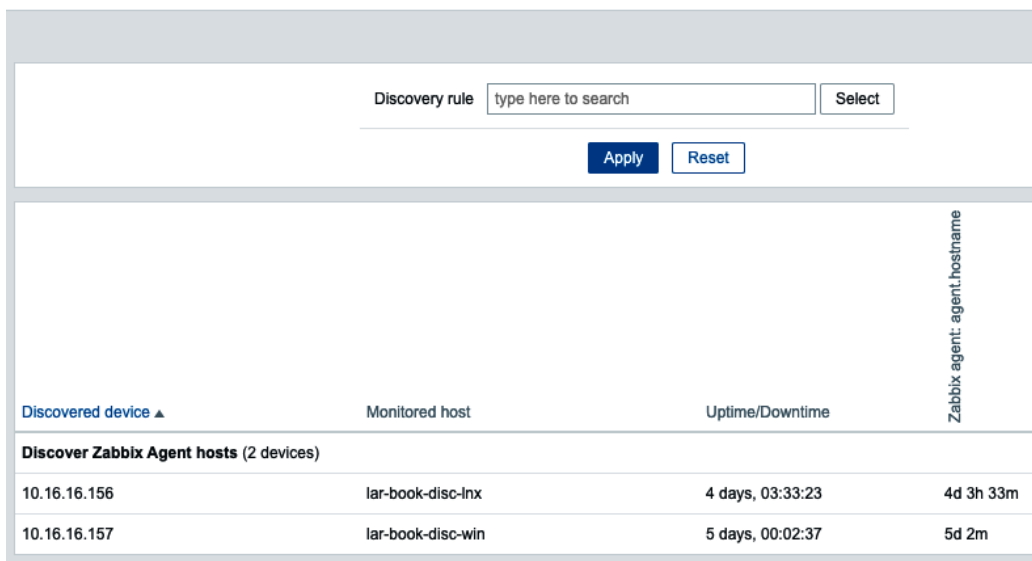 Discovery rule type here to search Select
Apply Reset
Zabbix agent: agent.hostname
Discovered device ▲ Monitored host Uptime/Downtime
Discover Zabbix Agent hosts (2 devices)
10.16.16.156 lar-book-disc-lnx 4 days, 03:33:23 4d 3h 33m
10.16.16.157 lar-book-disc-win 5 days, 00:02:37 5d 2m